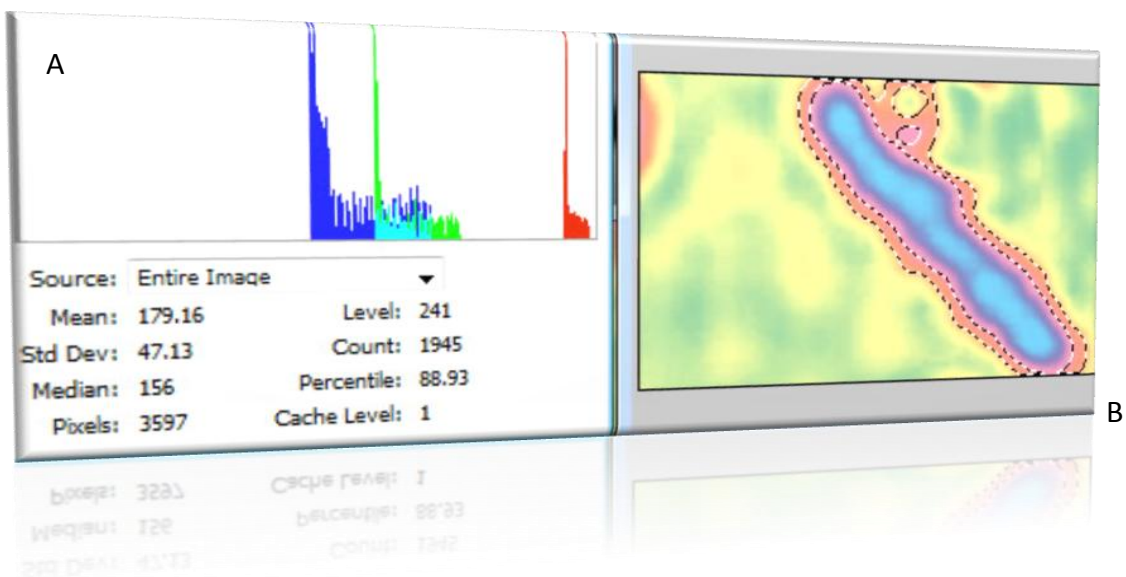 A
Source: Entire Image
Mean: 179.16 Level: 241
Std Dev: 47.13 Count: 1945
Median: 156 Percentile: 88.93
Pixels: 3597 Cache Level: 1
B